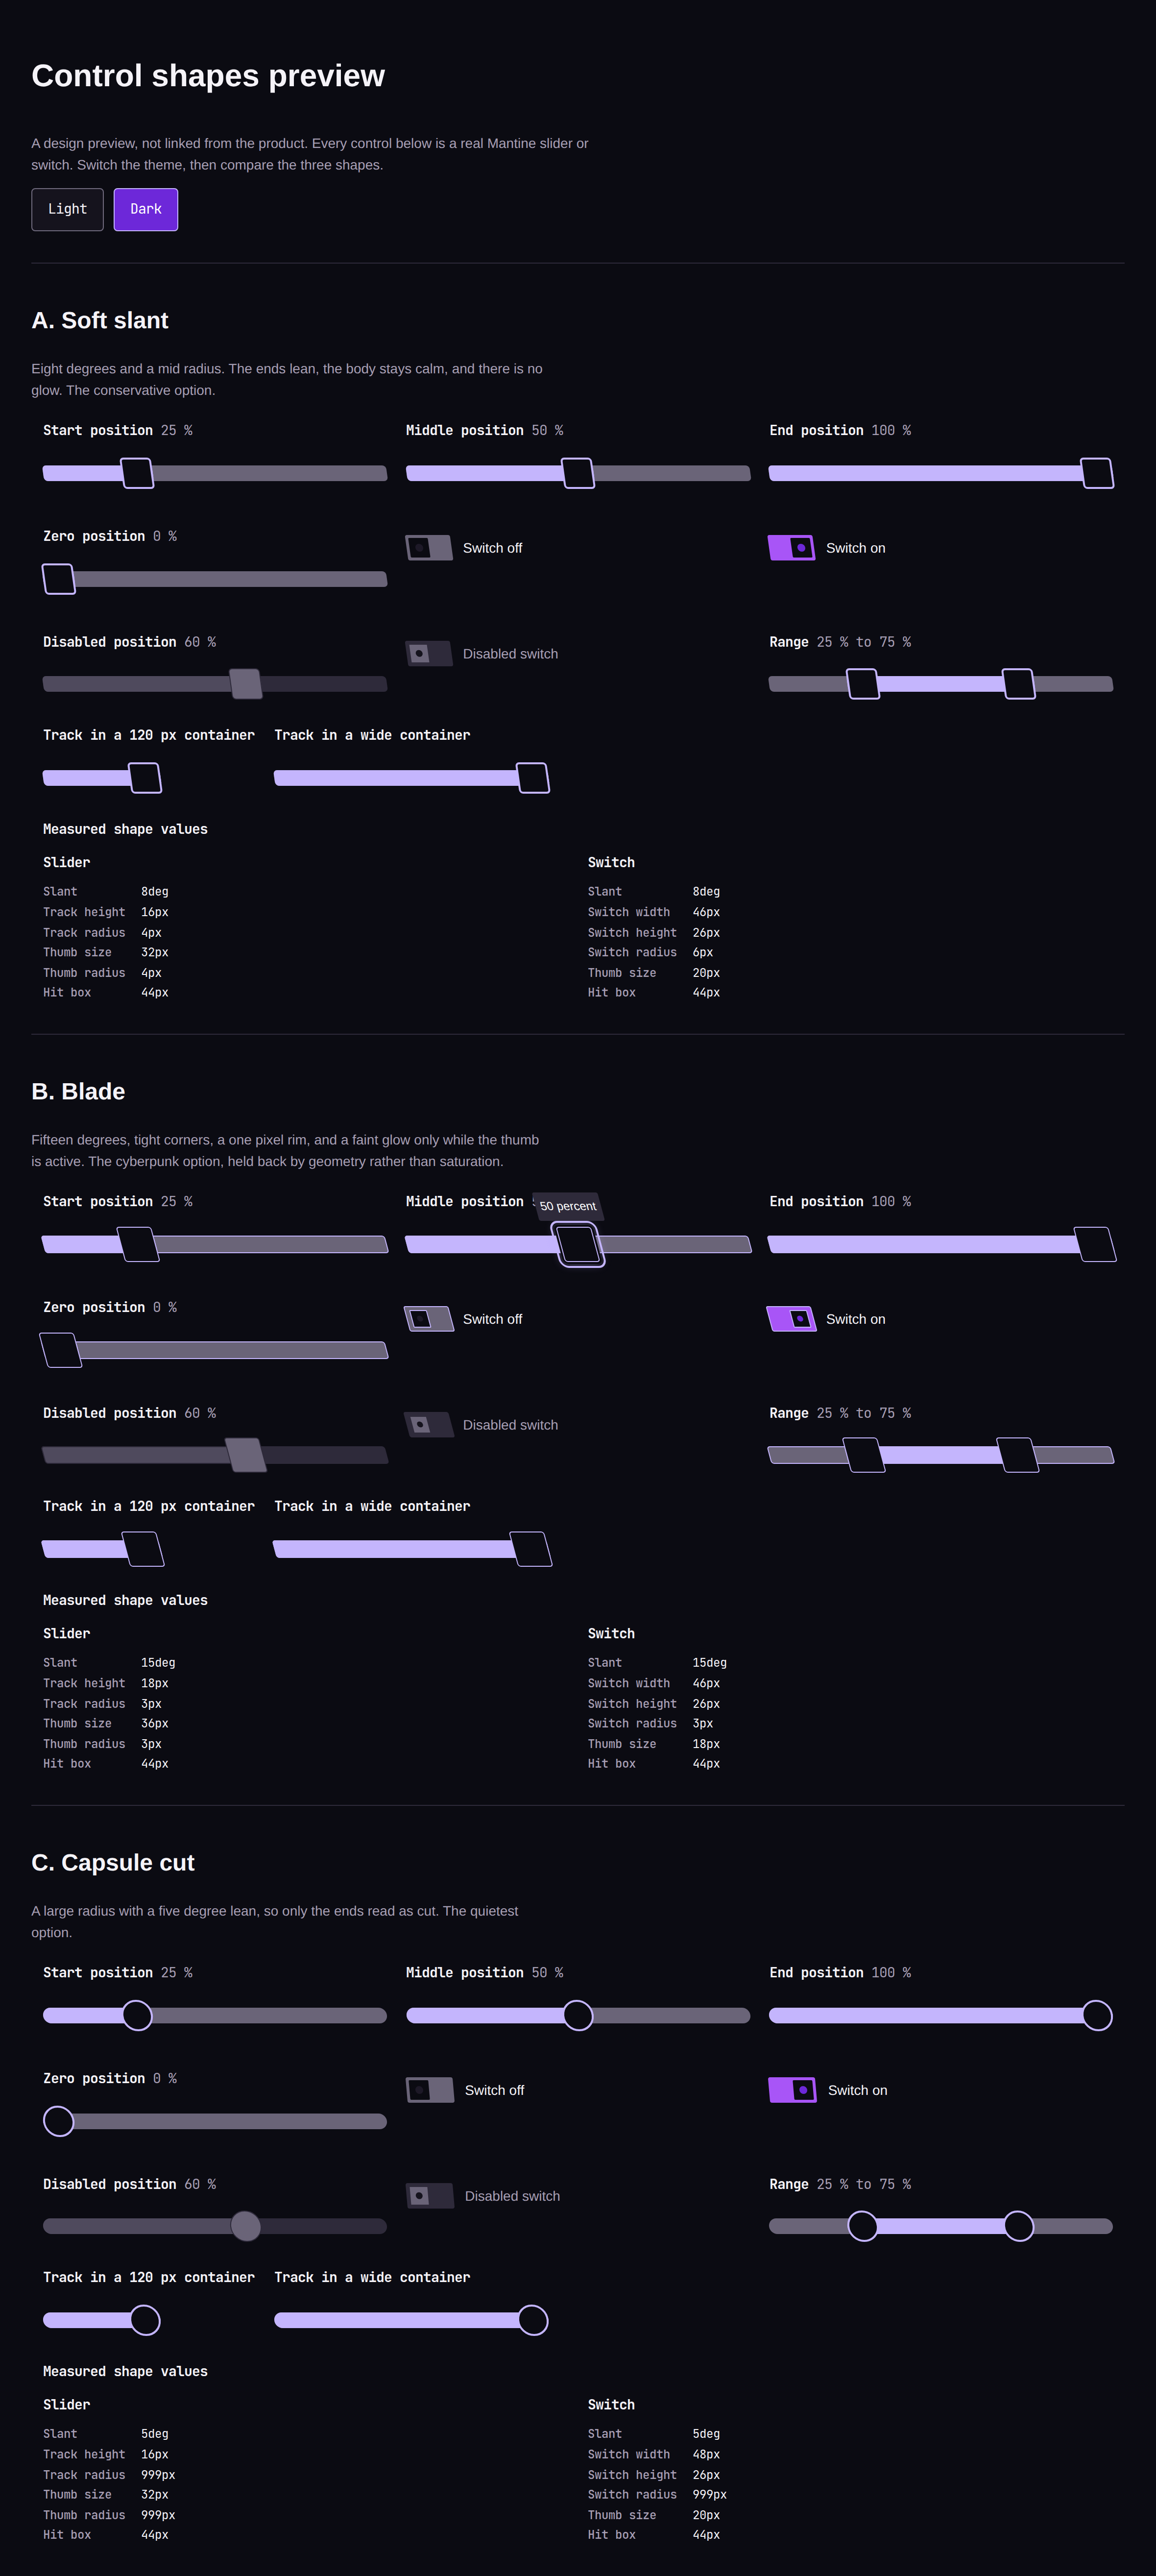 Control shapes preview
A design preview, not linked from the product. Every control below is a real Mantine slider or
switch. Switch the theme, then compare the three shapes.
Light
Dark
A. Soft slant
Eight degrees and a mid radius. The ends lean, the body stays calm, and there is no
glow. The conservative option.
Start position 25 %
Middle position 50 %
End position 100 %
Zero position 0 %
Switch off
Switch on
Disabled position 60 %
Disabled switch
Range 25 % to 75 %
Track in a 120 px container
Track in a wide container
Measured shape values
Slider
Slant 8deg
Track height 16px
Track radius 4px
Thumb size 32px
Thumb radius 4px
Hit box 44px
Switch
Slant 8deg
Switch width 46px
Switch height 26px
Switch radius 6px
Thumb size 20px
Hit box 44px
B. Blade
Fifteen degrees, tight corners, a one pixel rim, and a faint glow only while the thumb
is active. The cyberpunk option, held back by geometry rather than saturation.
Start position 25 %
Middle position
50 percent
End position 100 %
Zero position 0 %
Switch off
Switch on
Disabled position 60 %
Disabled switch
Range 25 % to 75 %
Track in a 120 px container
Track in a wide container
Measured shape values
Slider
Slant 15deg
Track height 18px
Track radius 3px
Thumb size 36px
Thumb radius 3px
Hit box 44px
Switch
Slant 15deg
Switch width 46px
Switch height 26px
Switch radius 3px
Thumb size 18px
Hit box 44px
C. Capsule cut
A large radius with a five degree lean, so only the ends read as cut. The quietest
option.
Start position 25 %
Middle position 50 %
End position 100 %
Zero position 0 %
Switch off
Switch on
Disabled position 60 %
Disabled switch
Range 25 % to 75 %
Track in a 120 px container
Track in a wide container
Measured shape values
Slider
Slant 5deg
Track height 16px
Track radius 999px
Thumb size 32px
Thumb radius 999px
Hit box 44px
Switch
Slant 5deg
Switch width 48px
Switch height 26px
Switch radius 999px
Thumb size 20px
Hit box 44px